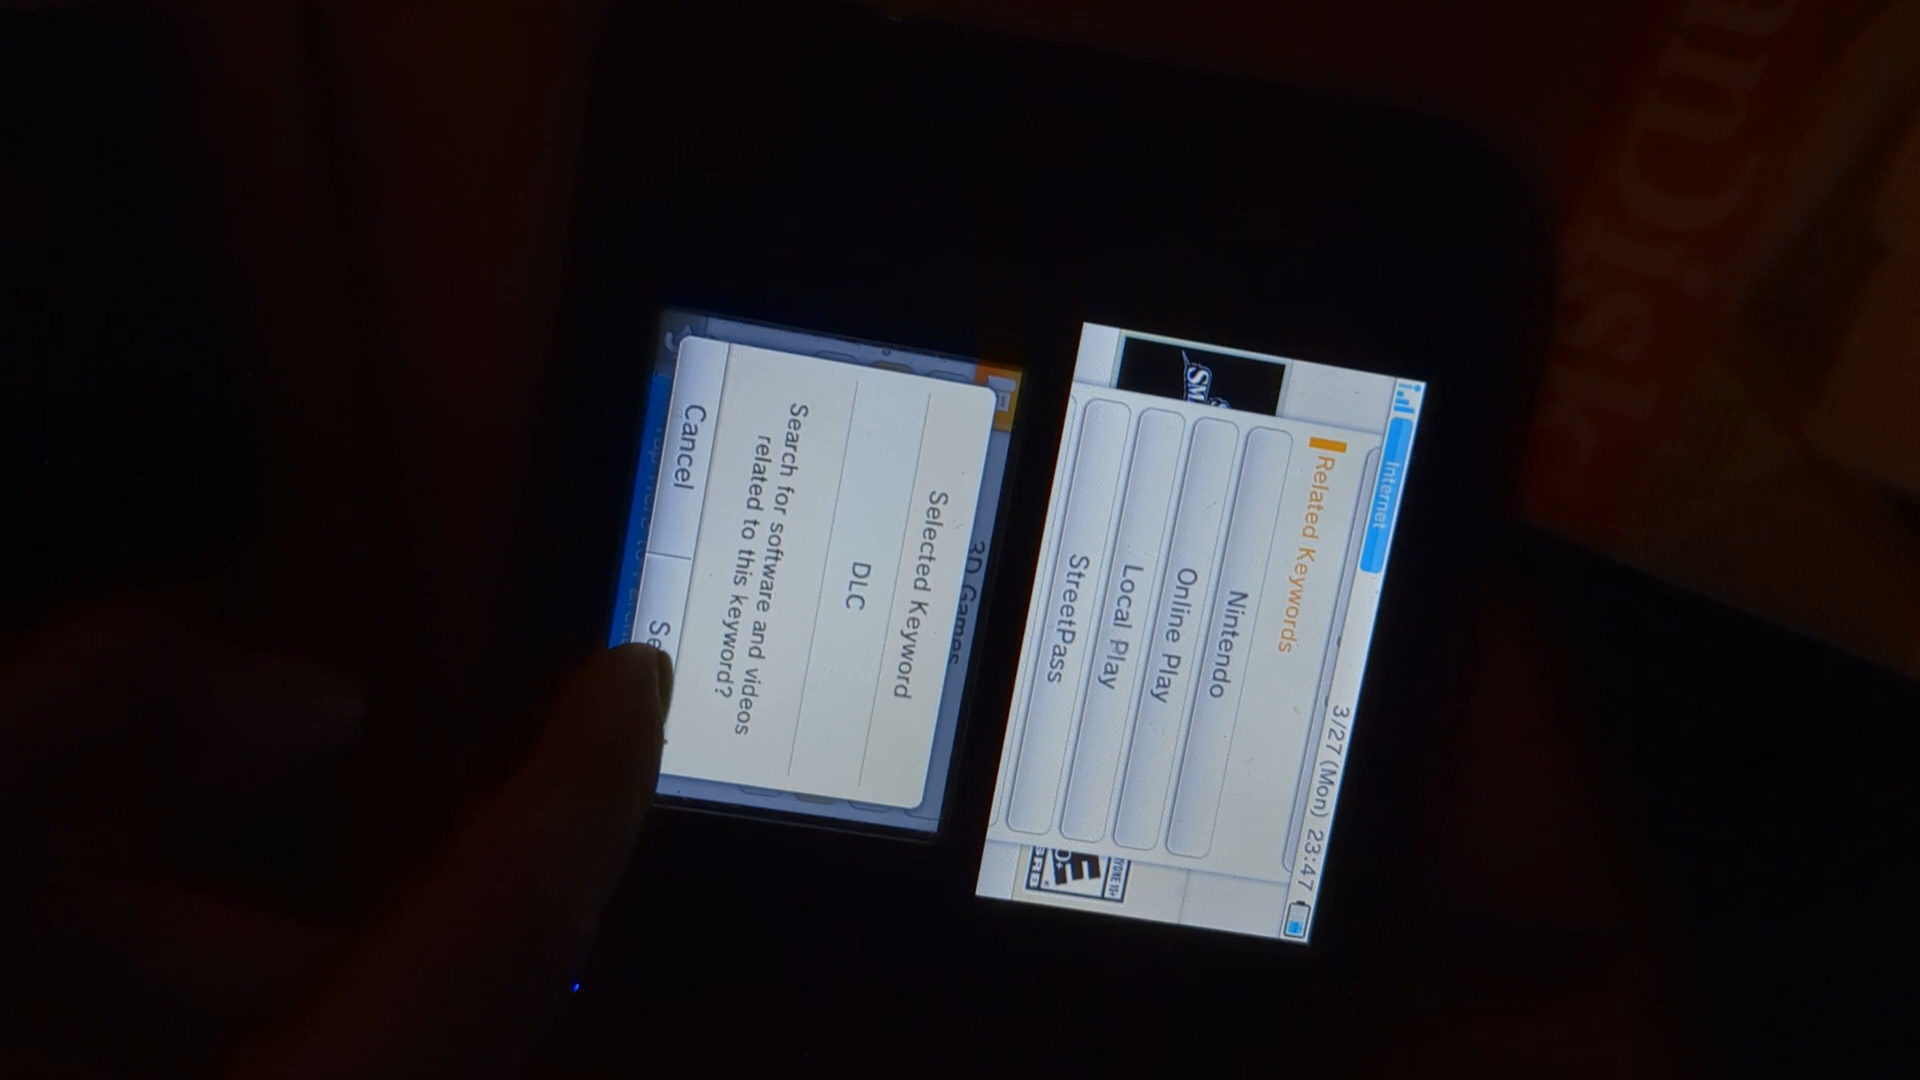 Internet
3/27 (Mon) 23:47
Related Keywords
Nintendo
Online Play
Local Play
StreetPass
SM
3D Games
Selected Keyword
DLC
Search for software and videos
related to this keyword?
Cancel